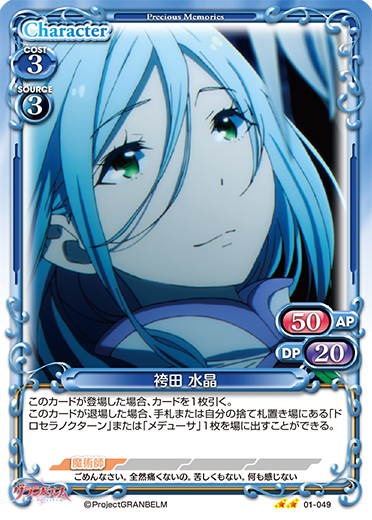 Precious Memories
Character
COST
3
SOURCE
3
50 AP
DP 20
袴田 水晶
このカードが登場した場合、カードを1枚引く。
このカードが退場した場合、手札または自分の捨て札置き場にある「ド
ロセラノクターン」または「メデューサ」1枚を場に出すことができる。
魔術師
ごめんなさい。全然痛くないの。苦しくもない。何も感じない
グランベルム
©ProjectGRANBELM
01-049